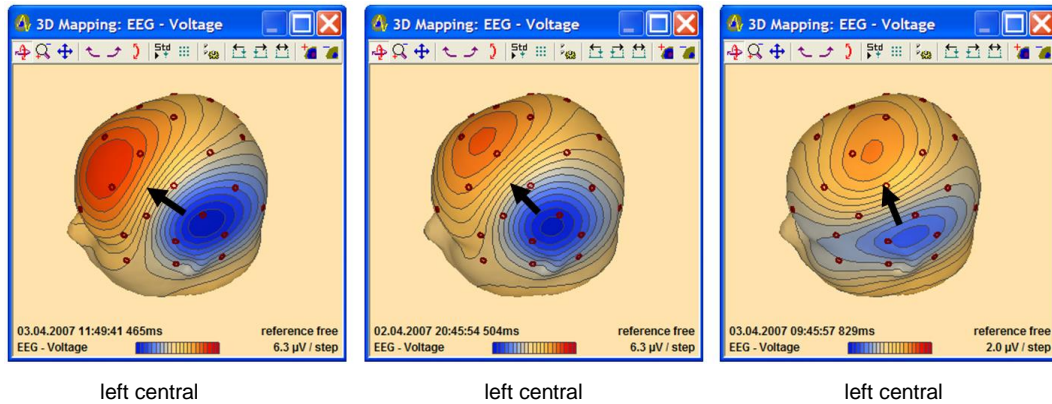 3D Mapping: EEG - Voltage
Std
03.04.2007 11:49:41 465ms
reference free
EEG - Voltage
6.3 µV / step
left central
3D Mapping: EEG - Voltage
Std
02.04.2007 20:45:54 504ms
reference free
EEG - Voltage
6.3 µV / step
left central
3D Mapping: EEG - Voltage
Std
03.04.2007 09:45:57 829ms
reference free
EEG - Voltage
2.0 µV / step
left central